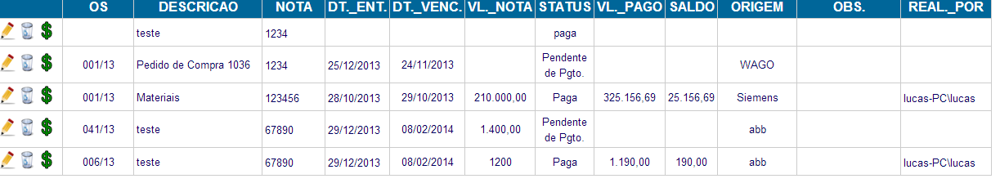 OS DESCRICAO NOTA DT._ENT. DT._VENC. VL._NOTA STATUS VL._PAGO SALDO ORIGEM OBS. REAL._POR
teste 1234 paga
001/13 Pedido de Compra 1036 1234 25/12/2013 24/11/2013 Pendente de Pgto. WAGO
001/13 Materiais 123456 28/10/2013 29/10/2013 210.000,00 Paga 325.156,69 25.156,69 Siemens lucas-PC\lucas
041/13 teste 67890 29/12/2013 08/02/2014 1.400,00 Pendente de Pgto. abb
006/13 teste 67890 29/12/2013 08/02/2014 1200 Paga 1.190,00 190,00 abb lucas-PC\lucas